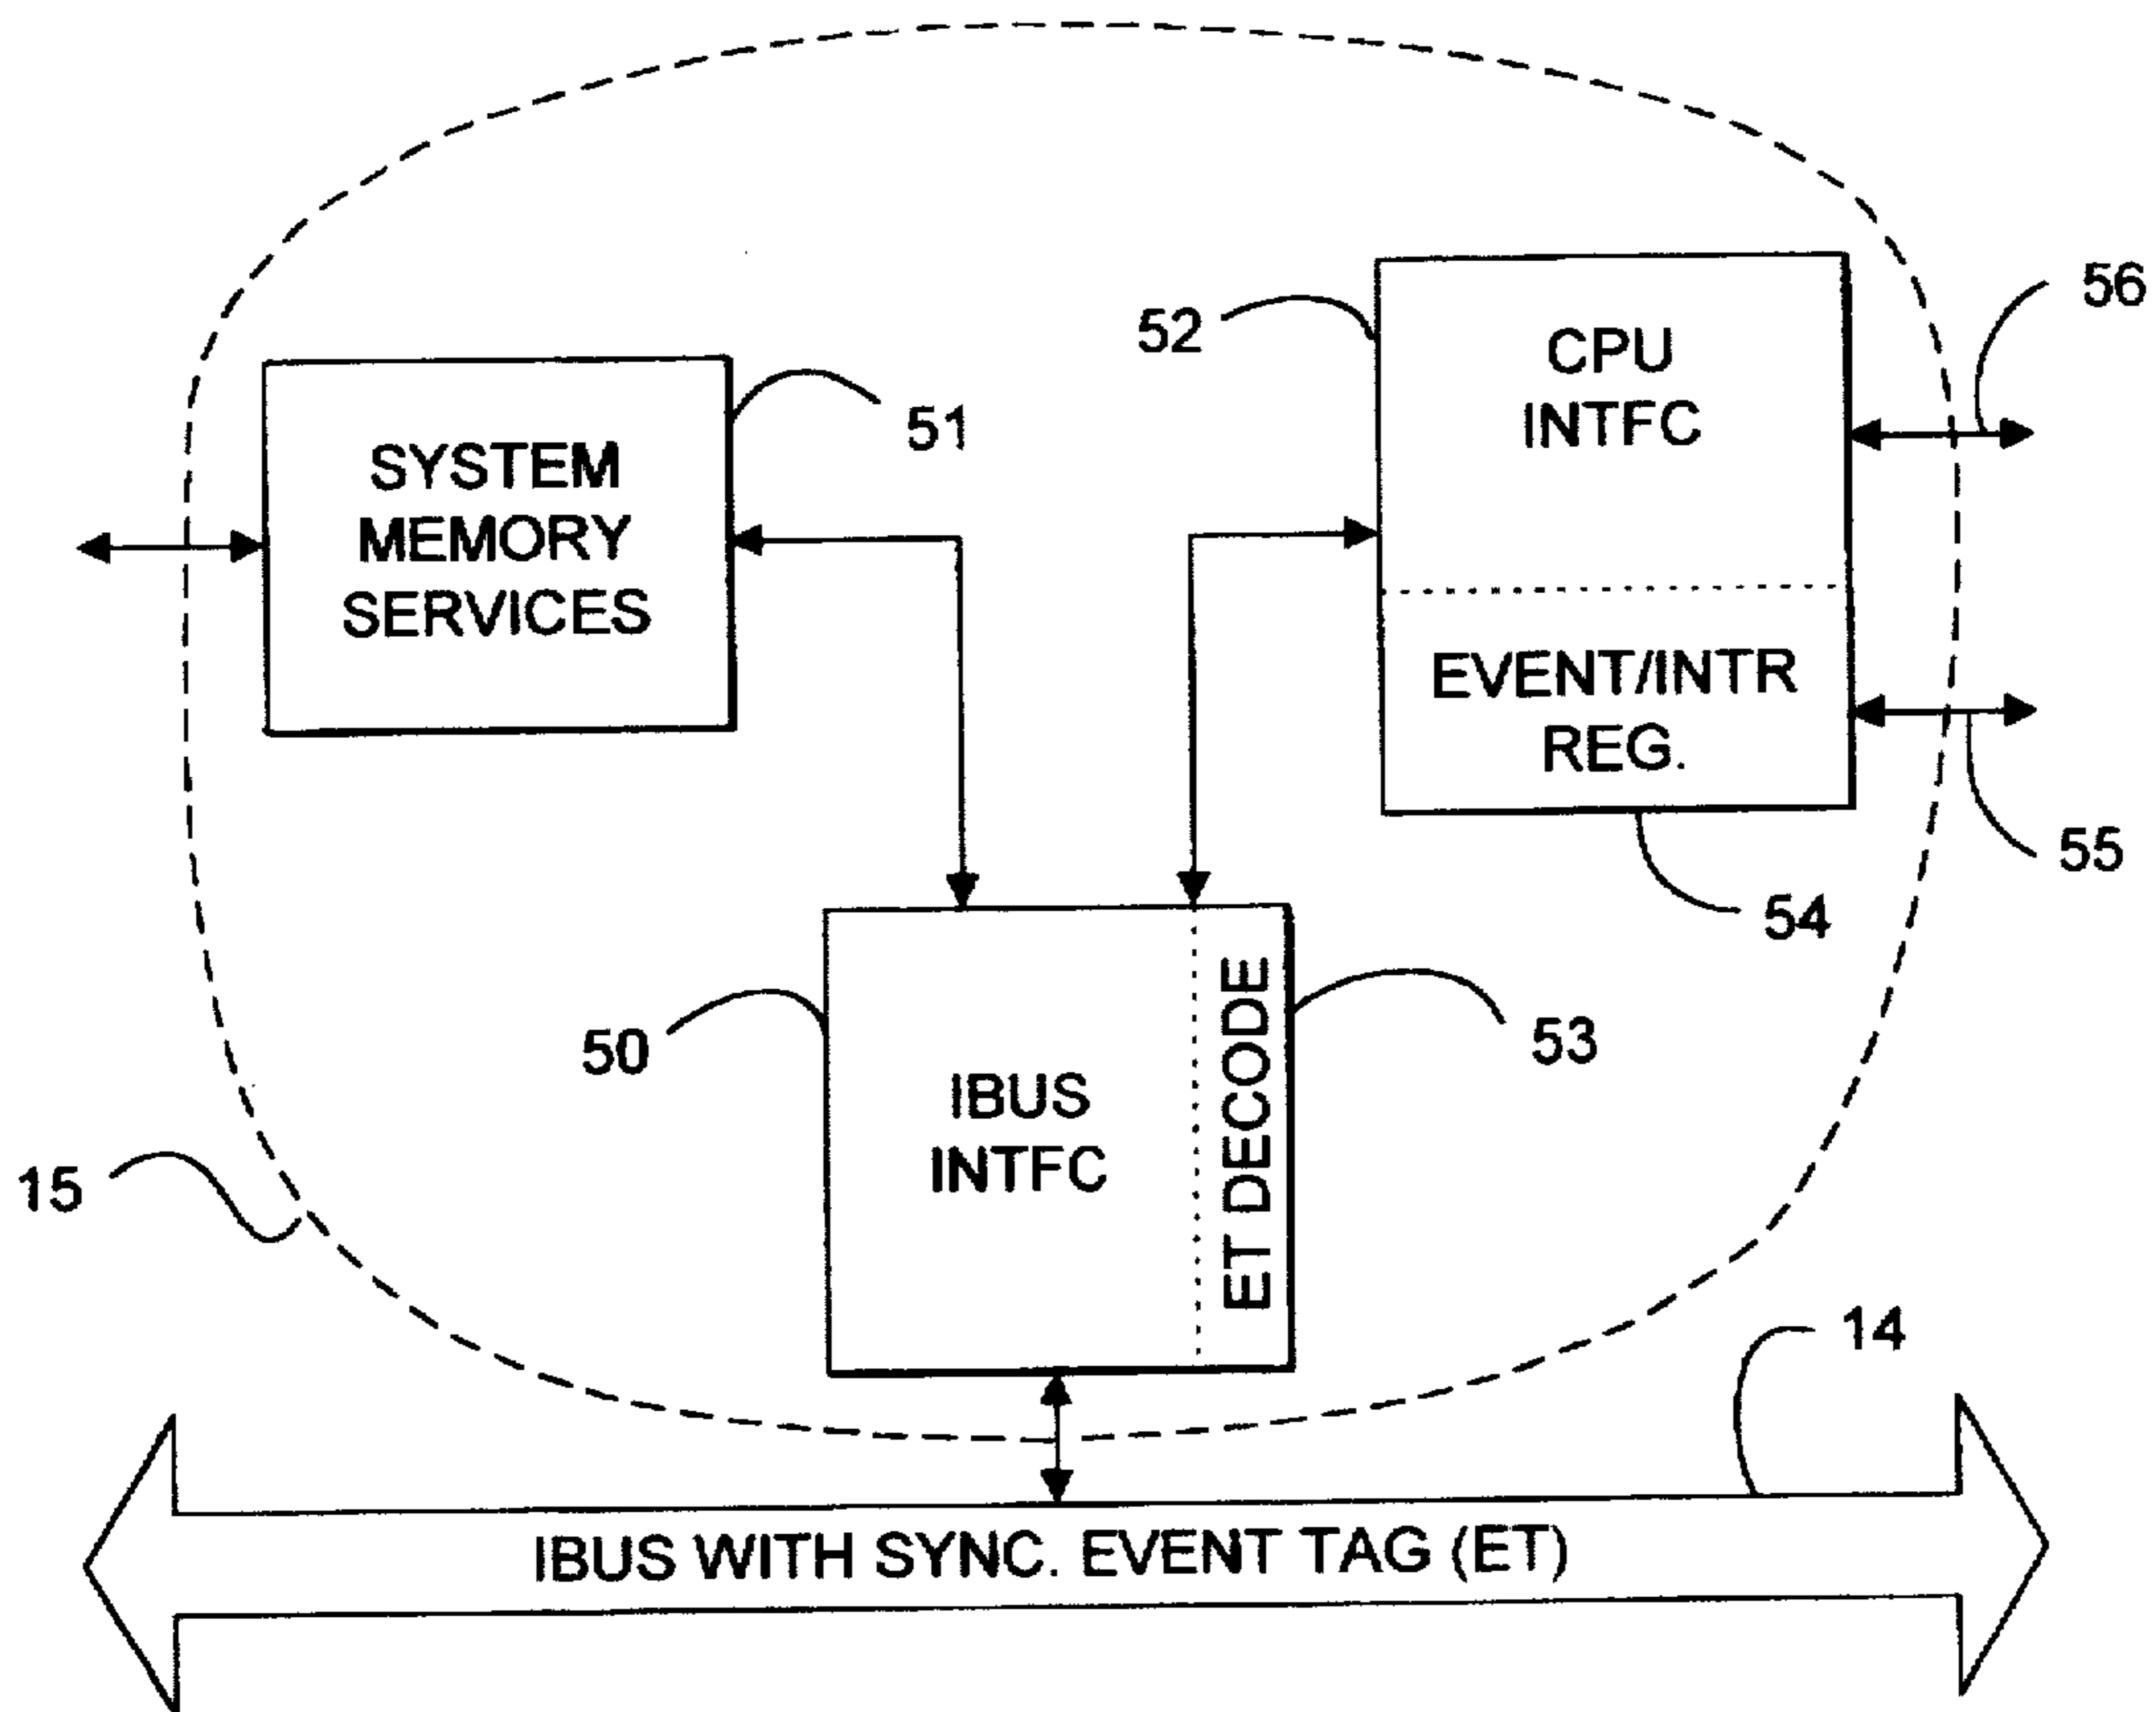 56
52
CPU
INTFC
51
SYSTEM
MEMORY
SERVICES
EVENT/INTR
REG.
55
54
50
IBUS
INTFC
ET DECODE
53
15
14
IBUS WITH SYNC. EVENT TAG (ET)